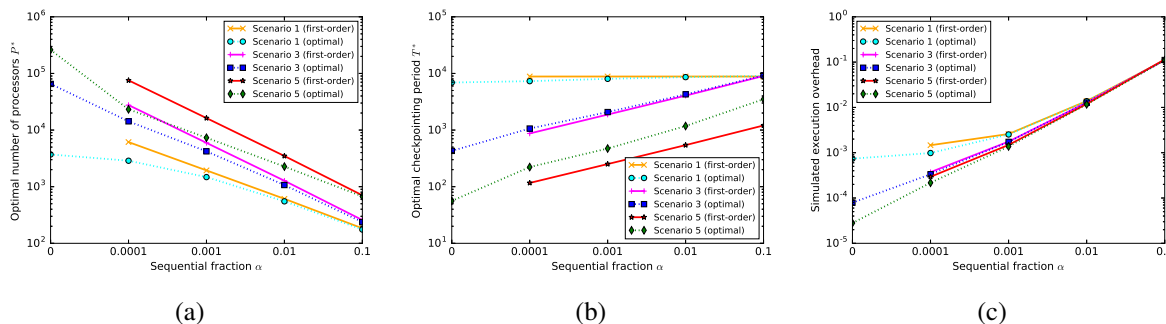 10^6
10^5
10^4
10^3
10^2
Optimal number of processors P*
Scenario 1 (first-order)
Scenario 1 (optimal)
Scenario 3 (first-order)
Scenario 3 (optimal)
Scenario 5 (first-order)
Scenario 5 (optimal)
0 0.0001 0.001 0.01 0.1
Sequential fraction α
(a)
10^5
10^4
10^3
10^2
10^1
Optimal checkpointing period T*
Scenario 1 (first-order)
Scenario 1 (optimal)
Scenario 3 (first-order)
Scenario 3 (optimal)
Scenario 5 (first-order)
Scenario 5 (optimal)
0 0.0001 0.001 0.01 0.1
Sequential fraction α
(b)
10^0
10^-1
10^-2
10^-3
10^-4
10^-5
Simulated execution overhead
Scenario 1 (first-order)
Scenario 1 (optimal)
Scenario 3 (first-order)
Scenario 3 (optimal)
Scenario 5 (first-order)
Scenario 5 (optimal)
0 0.0001 0.001 0.01 0.1
Sequential fraction α
(c)